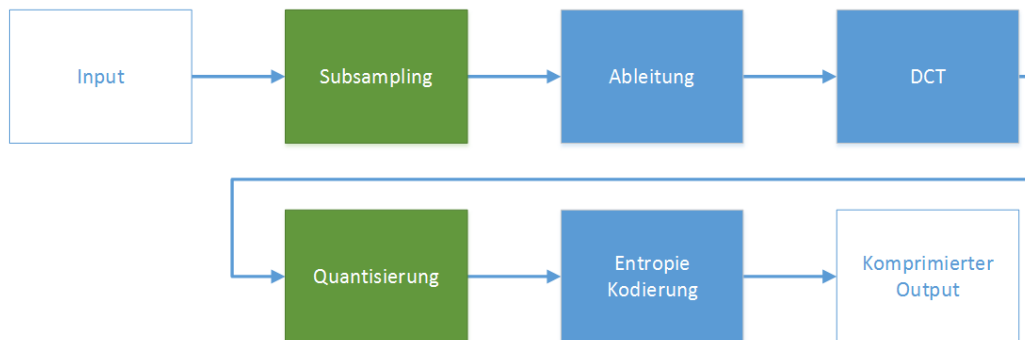 Input
Subsampling
Ableitung
DCT
Quantisierung
Entropie
Kodierung
Komprimierter
Output